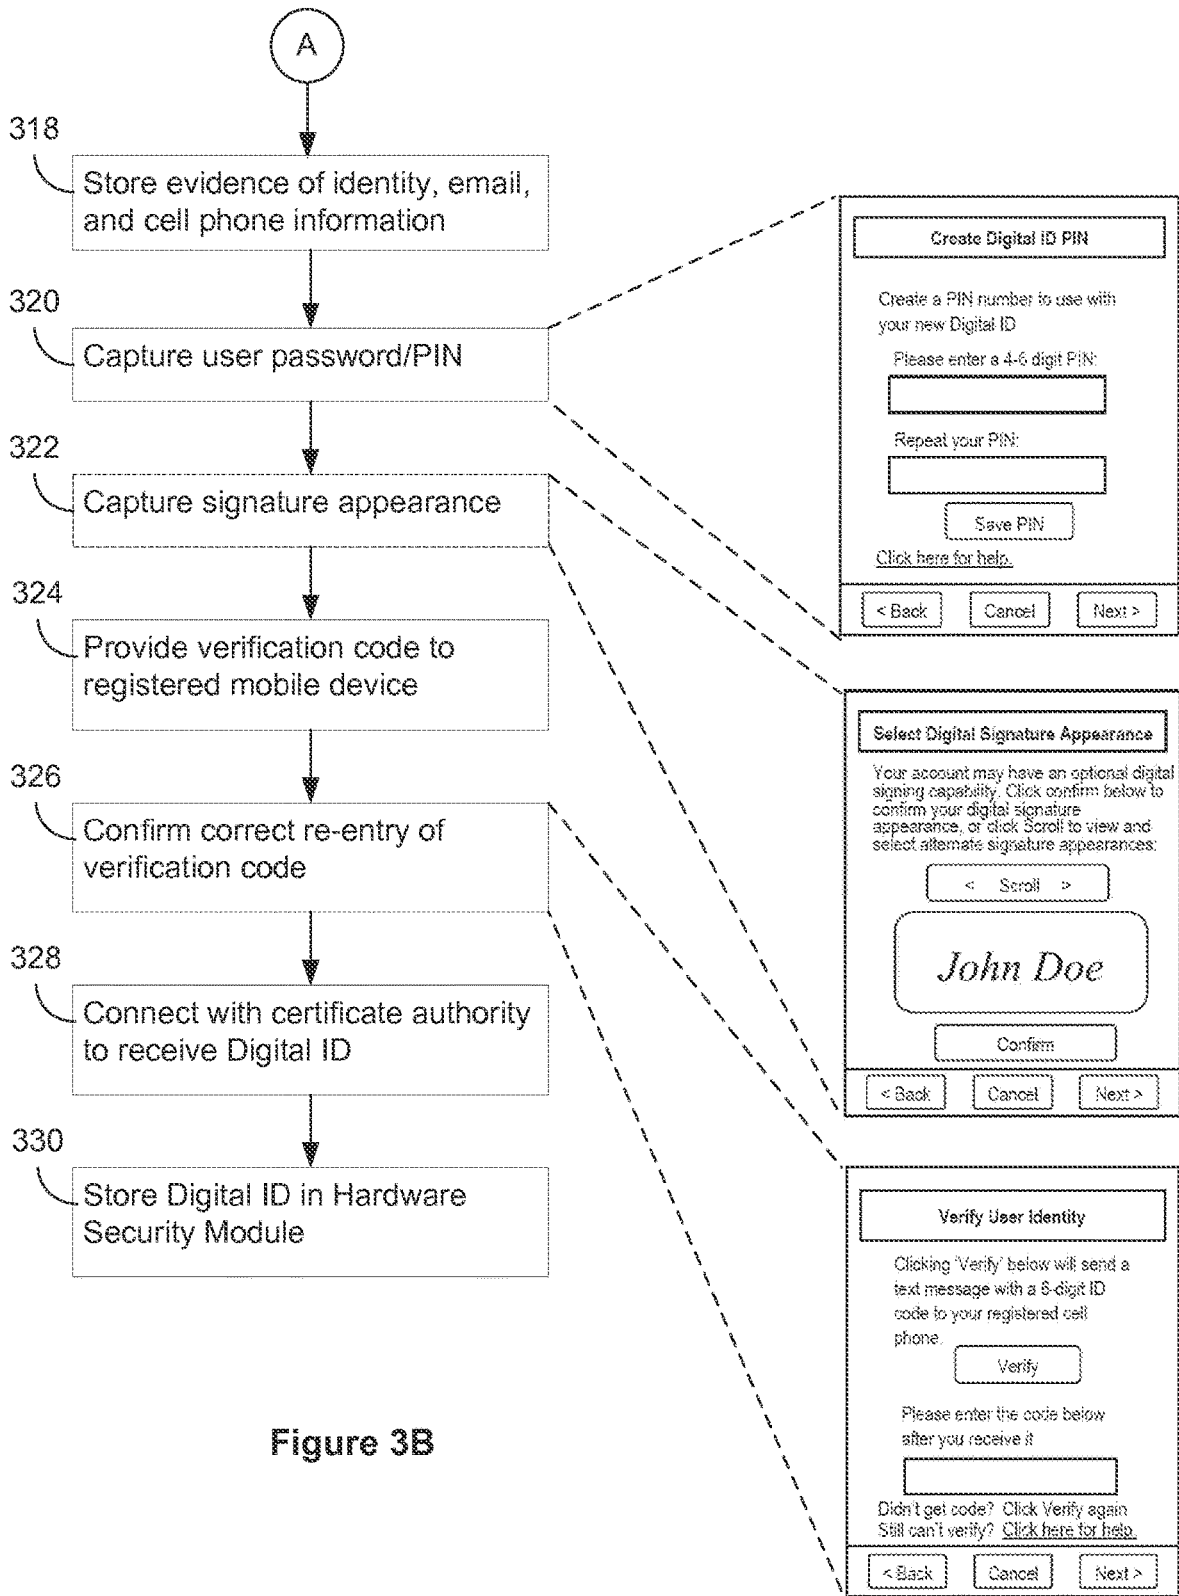 A
318
Store evidence of identity, email,
and cell phone information
320
Capture user password/PIN
322
Capture signature appearance
324
Provide verification code to
registered mobile device
326
Confirm correct re-entry of
verification code
328
Connect with certificate authority
to receive Digital ID
330
Store Digital ID in Hardware
Security Module
Create Digital ID PIN
Create a PIN number to use with
your new Digital ID
Please enter a 4-6 digit PIN:
Repeat your PIN:
Save PIN
Click here for help.
< Back Cancel Next >
Select Digital Signature Appearance
Your account may have an optional digital
signing capability. Click confirm below to
confirm your digital signature
appearance, or click Scroll to view and
select alternate signature appearances:
< Scroll >
John Doe
Confirm
< Back Cancel Next >
Verify User Identity
Clicking 'Verify' below will send a
text message with a 6-digit ID
code to your registered cell
phone.
Verify
Please enter the code below
after you receive it
Didn't get code? Click Verify again
Still can't verify? Click here for help.
< Back Cancel Next >
Figure 3B